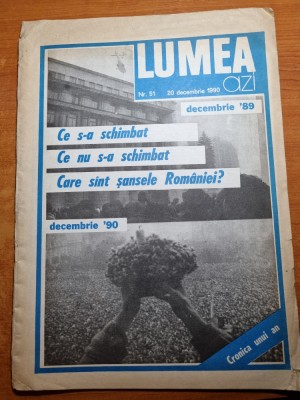 LUMEA
azi
Nr. 51 20 decembrie 1990
decembrie '89
Ce s-a schimbat
Ce nu s-a schimbat
Care sînt șansele României?
decembrie '90
Cronica unui an